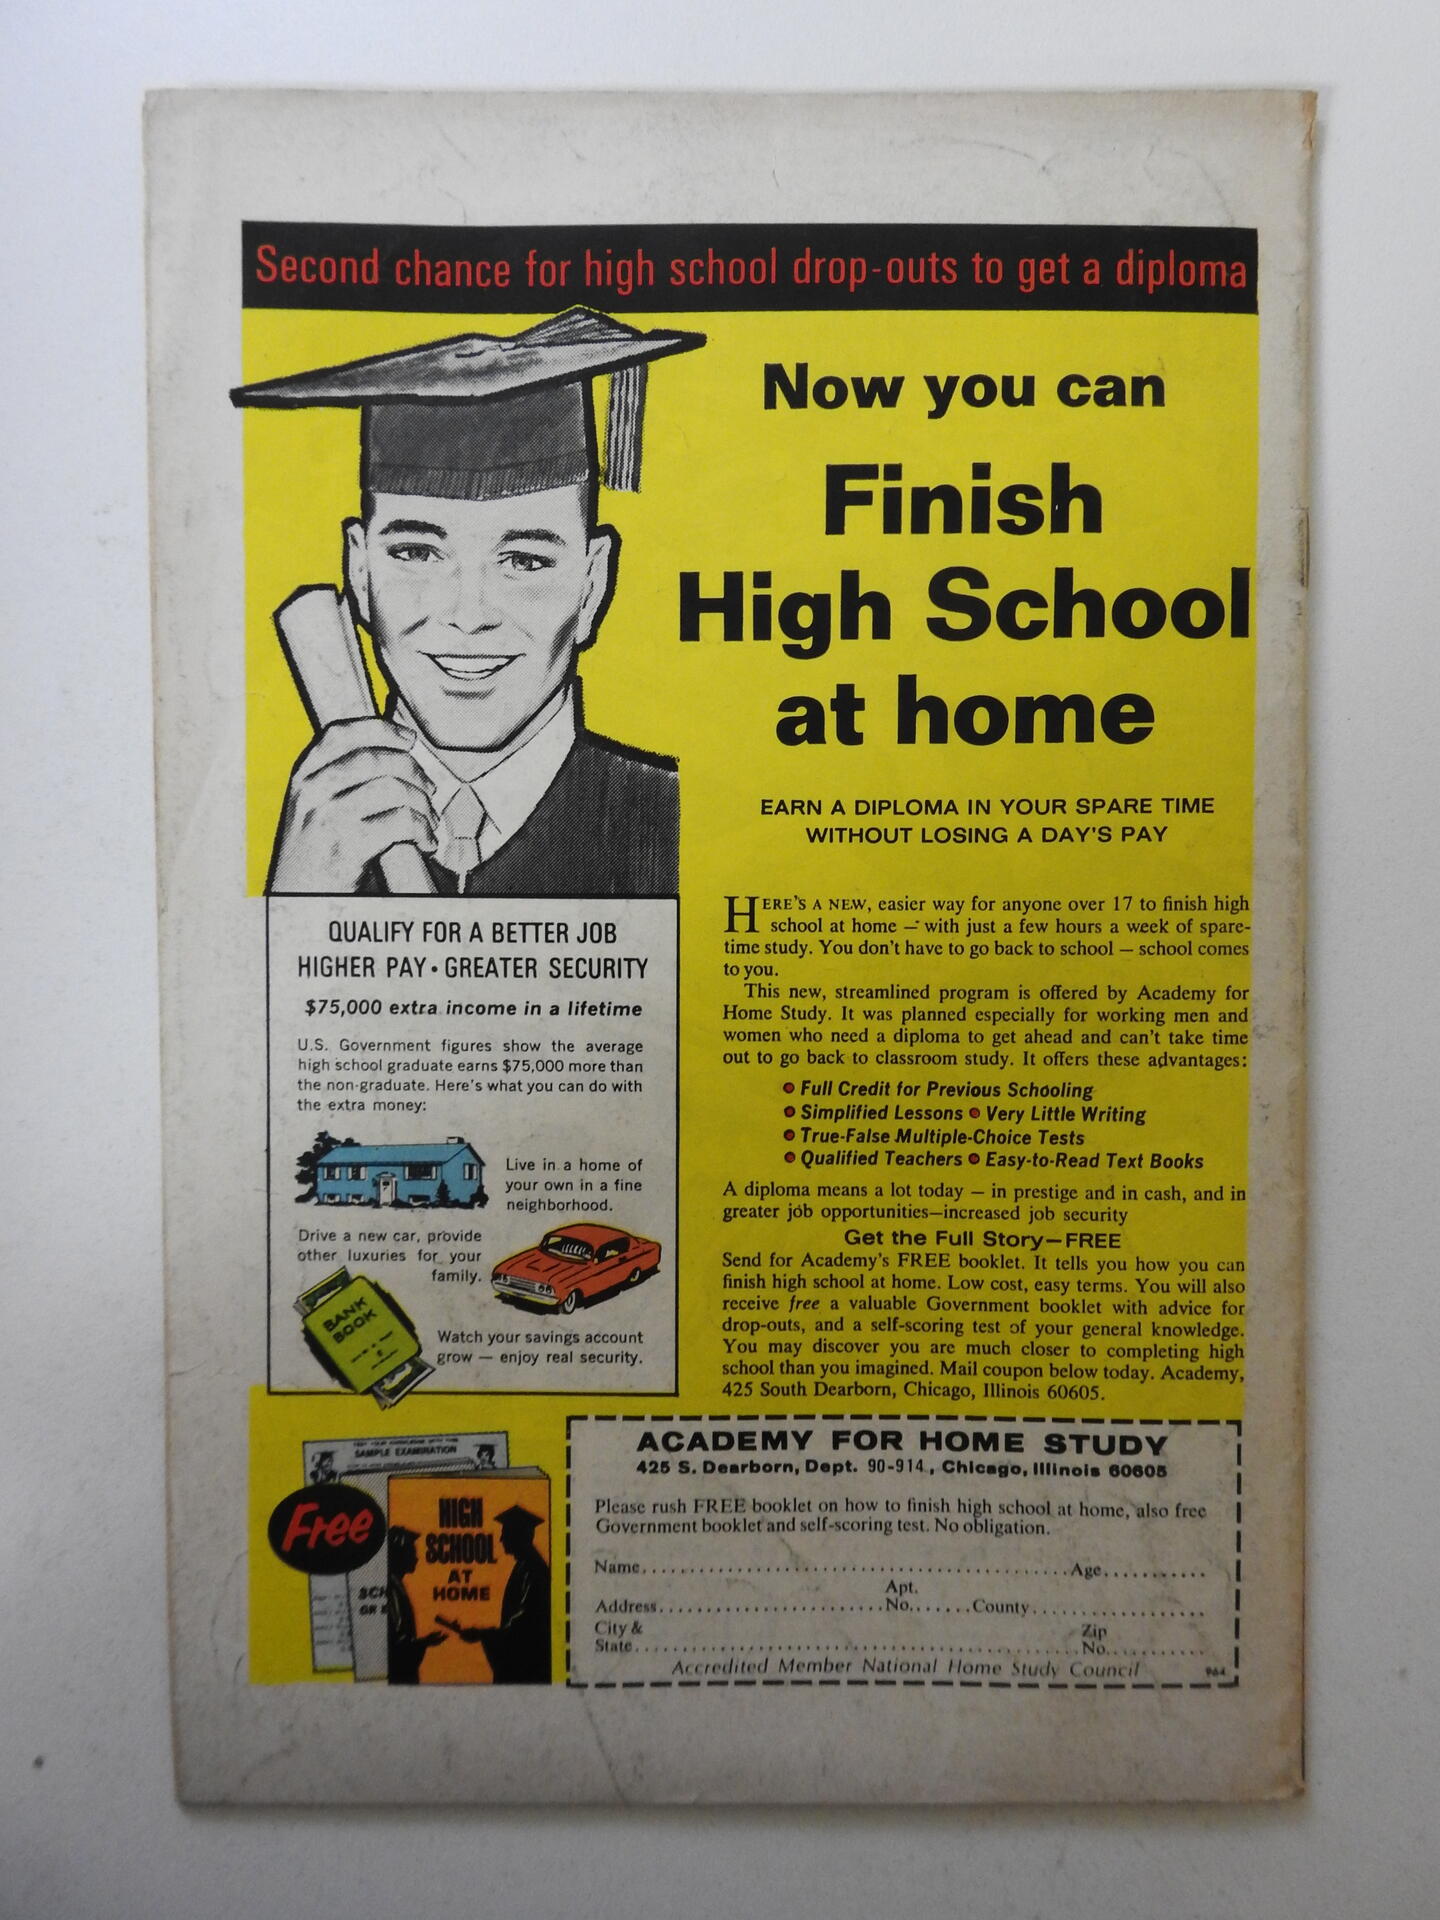 Second chance for high school drop-outs to get a diploma
Now you can
Finish
High School
at home
EARN A DIPLOMA IN YOUR SPARE TIME
WITHOUT LOSING A DAY'S PAY
QUALIFY FOR A BETTER JOB
HIGHER PAY • GREATER SECURITY
$75,000 extra income in a lifetime
U.S. Government figures show the average
high school graduate earns $75,000 more than
the non-graduate. Here's what you can do with
the extra money:
Live in a home of
your own in a fine
neighborhood.
Drive a new car, provide
other luxuries for your
family.
BANK
BOOK
Watch your savings account
grow — enjoy real security.
HERE'S A NEW, easier way for anyone over 17 to finish high
school at home — with just a few hours a week of spare-
time study. You don't have to go back to school — school comes
to you.
This new, streamlined program is offered by Academy for
Home Study. It was planned especially for working men and
women who need a diploma to get ahead and can't take time
out to go back to classroom study. It offers these advantages:
• Full Credit for Previous Schooling
• Simplified Lessons • Very Little Writing
• True-False Multiple-Choice Tests
• Qualified Teachers • Easy-to-Read Text Books
A diploma means a lot today — in prestige and in cash, and in
greater job opportunities—increased job security
Get the Full Story—FREE
Send for Academy's FREE booklet. It tells you how you can
finish high school at home. Low cost, easy terms. You will also
receive free a valuable Government booklet with advice for
drop-outs, and a self-scoring test of your general knowledge.
You may discover you are much closer to completing high
school than you imagined. Mail coupon below today. Academy,
425 South Dearborn, Chicago, Illinois 60605.
SAMPLE EXAMINATION
Free
HIGH
SCHOOL
AT
HOME
ACADEMY FOR HOME STUDY
425 S. Dearborn, Dept. 90-914, Chicago, Illinois 60605
Please rush FREE booklet on how to finish high school at home, also free
Government booklet and self-scoring test. No obligation.
Name..........Age..........
Apt.
Address..........No.......County..........
City & Zip
State..........No..........
Accredited Member National Home Study Council 964